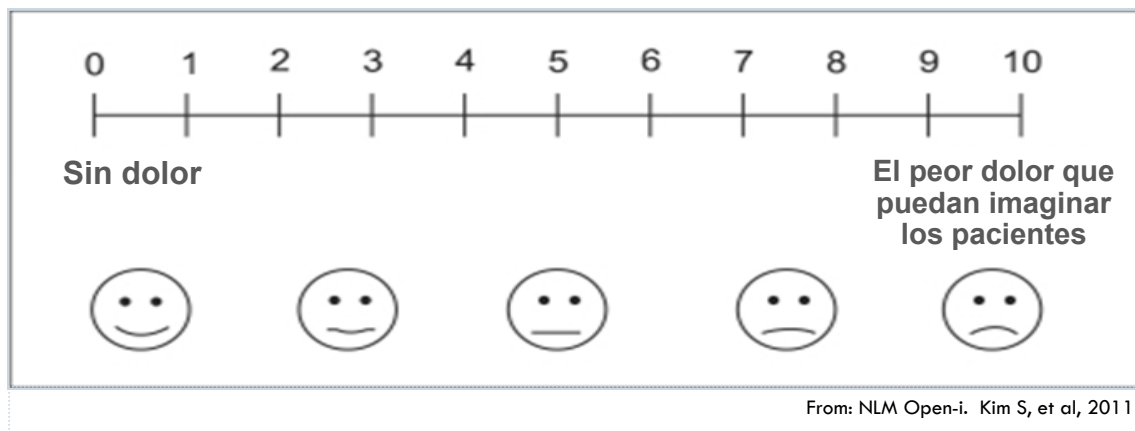 0 1 2 3 4 5 6 7 8 9 10
Sin dolor
El peor dolor que
puedan imaginar
los pacientes
From: NLM Open-i. Kim S, et al, 2011